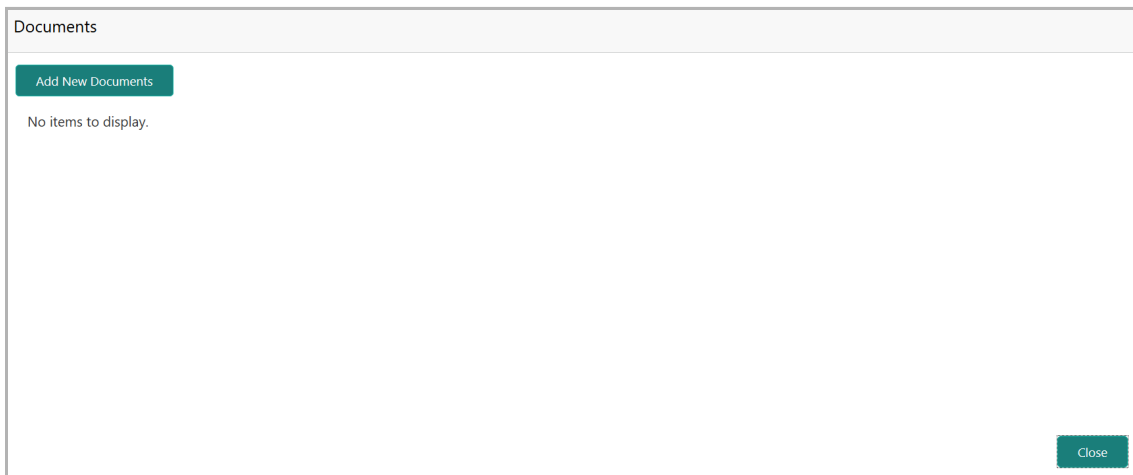 Documents
Add New Documents
No items to display.
Close